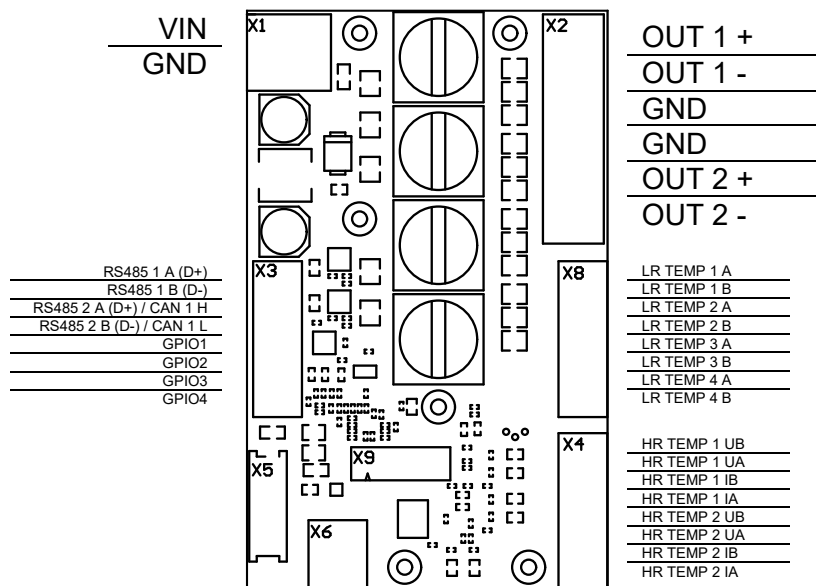 VIN
GND
X1
X2
OUT 1 +
OUT 1 -
GND
GND
OUT 2 +
OUT 2 -
RS485 1 A (D+)
RS485 1 B (D-)
RS485 2 A (D+) / CAN 1 H
RS485 2 B (D-) / CAN 1 L
GPIO1
GPIO2
GPIO3
GPIO4
X3
X8
LR TEMP 1 A
LR TEMP 1 B
LR TEMP 2 A
LR TEMP 2 B
LR TEMP 3 A
LR TEMP 3 B
LR TEMP 4 A
LR TEMP 4 B
X5
X9
X4
X6
HR TEMP 1 UB
HR TEMP 1 UA
HR TEMP 1 IB
HR TEMP 1 IA
HR TEMP 2 UB
HR TEMP 2 UA
HR TEMP 2 IB
HR TEMP 2 IA